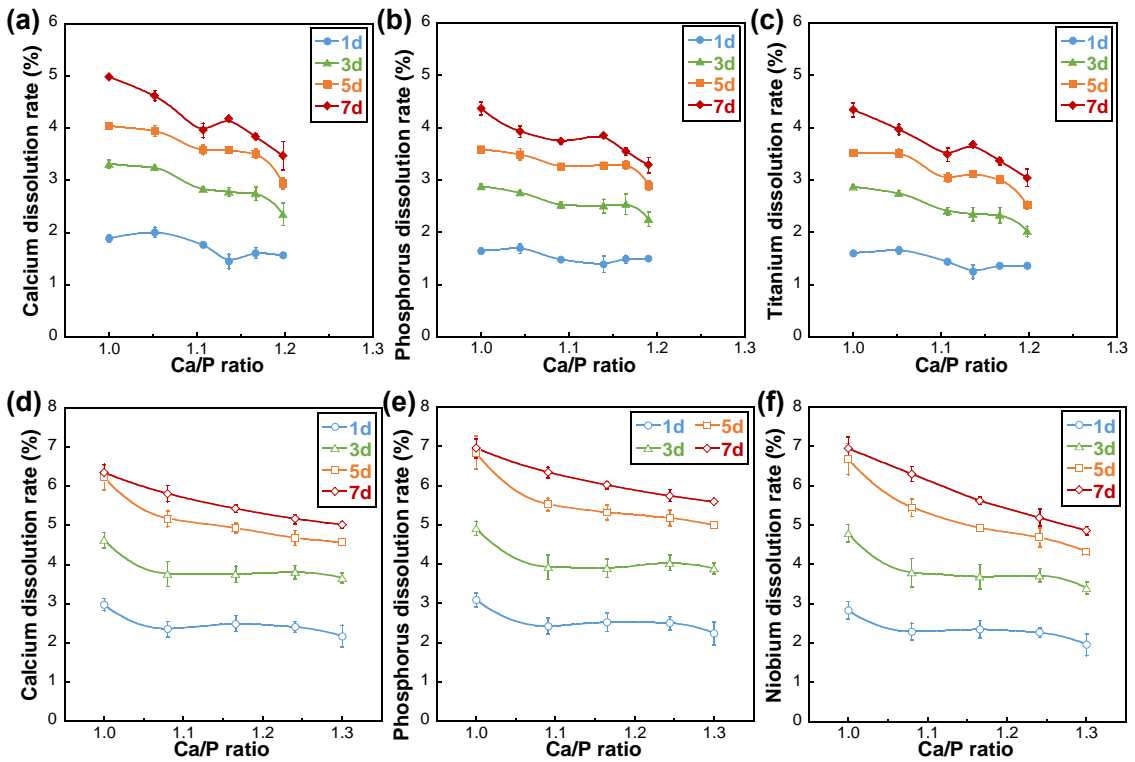 (a)
Calcium dissolution rate (%)
6
5
4
3
2
1
0
1d
3d
5d
7d
1.0
1.1
1.2
1.3
Ca/P ratio
(b)
Phosphorus dissolution rate (%)
6
5
4
3
2
1
0
1d
3d
5d
7d
1.0
1.1
1.2
1.3
Ca/P ratio
(c)
Titanium dissolution rate (%)
6
5
4
3
2
1
0
1d
3d
5d
7d
1.0
1.1
1.2
1.3
Ca/P ratio
(d)
Calcium dissolution rate (%)
8
7
6
5
4
3
2
1
0
1d
3d
5d
7d
1.0
1.1
1.2
1.3
Ca/P ratio
(e)
Phosphorus dissolution rate (%)
8
7
6
5
4
3
2
1
0
1d 5d
3d 7d
1.0
1.1
1.2
1.3
Ca/P ratio
(f)
Niobium dissolution rate (%)
8
7
6
5
4
3
2
1
0
1d
3d
5d
7d
1.0
1.1
1.2
1.3
Ca/P ratio